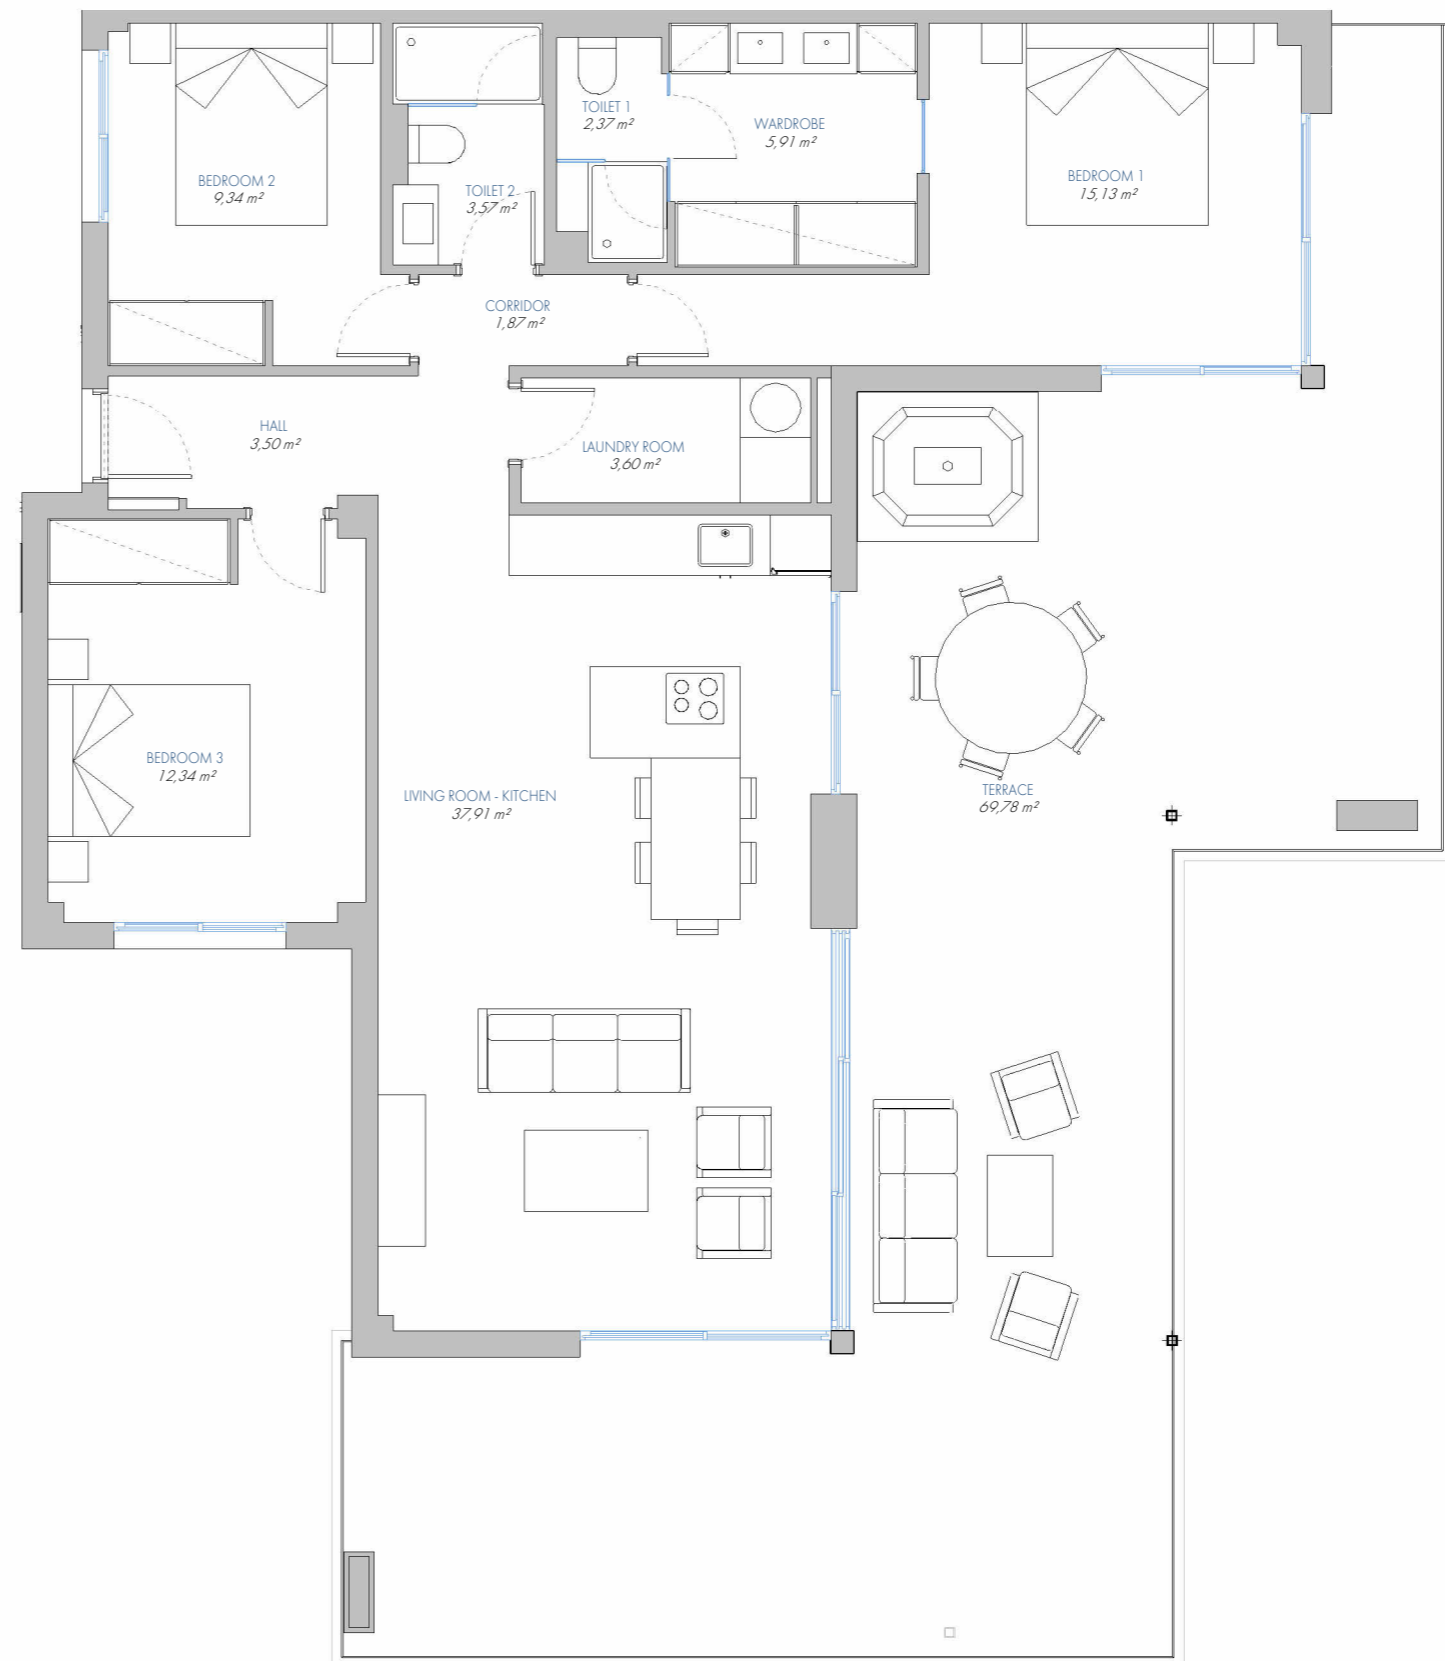 TOILET 1
2,37 m²
WARDROBE
5,91 m²
BEDROOM 2
9,34 m²
TOILET 2
3,57 m²
BEDROOM 1
15,13 m²
CORRIDOR
1,87 m²
HALL
3,50 m²
LAUNDRY ROOM
3,60 m²
BEDROOM 3
12,34 m²
LIVING ROOM - KITCHEN
37,91 m²
TERRACE
69,78 m²